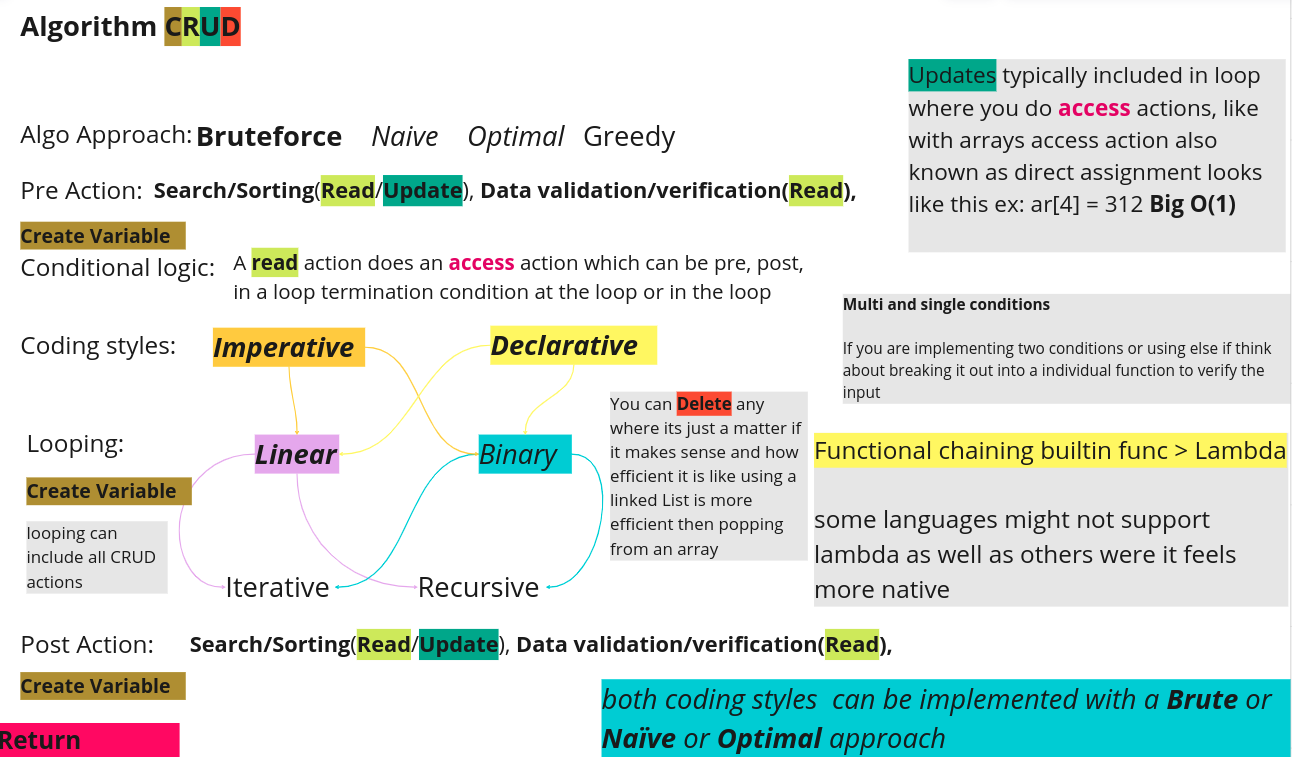 Algorithm CRUD
Updates typically included in loop
where you do access actions, like
with arrays access action also
known as direct assignment looks
like this ex: ar[4] = 312 Big O(1)
Algo Approach: Bruteforce Naive Optimal Greedy
Pre Action: Search/Sorting(Read/Update), Data validation/verification(Read),
Create Variable
Conditional logic: A read action does an access action which can be pre, post,
in a loop termination condition at the loop or in the loop
Multi and single conditions
If you are implementing two conditions or using else if think
about breaking it out into a individual function to verify the
input
Coding styles: Imperative Declarative
You can Delete any
where its just a matter if
it makes sense and how
efficient it is like using a
linked List is more
efficient then popping
from an array
Looping: Linear Binary
Create Variable
looping can
include all CRUD
actions
Functional chaining builtin func > Lambda
some languages might not support
lambda as well as others were it feels
more native
Iterative Recursive
Post Action: Search/Sorting(Read/Update), Data validation/verification(Read),
Create Variable
Return
both coding styles can be implemented with a Brute or
Naïve or Optimal approach